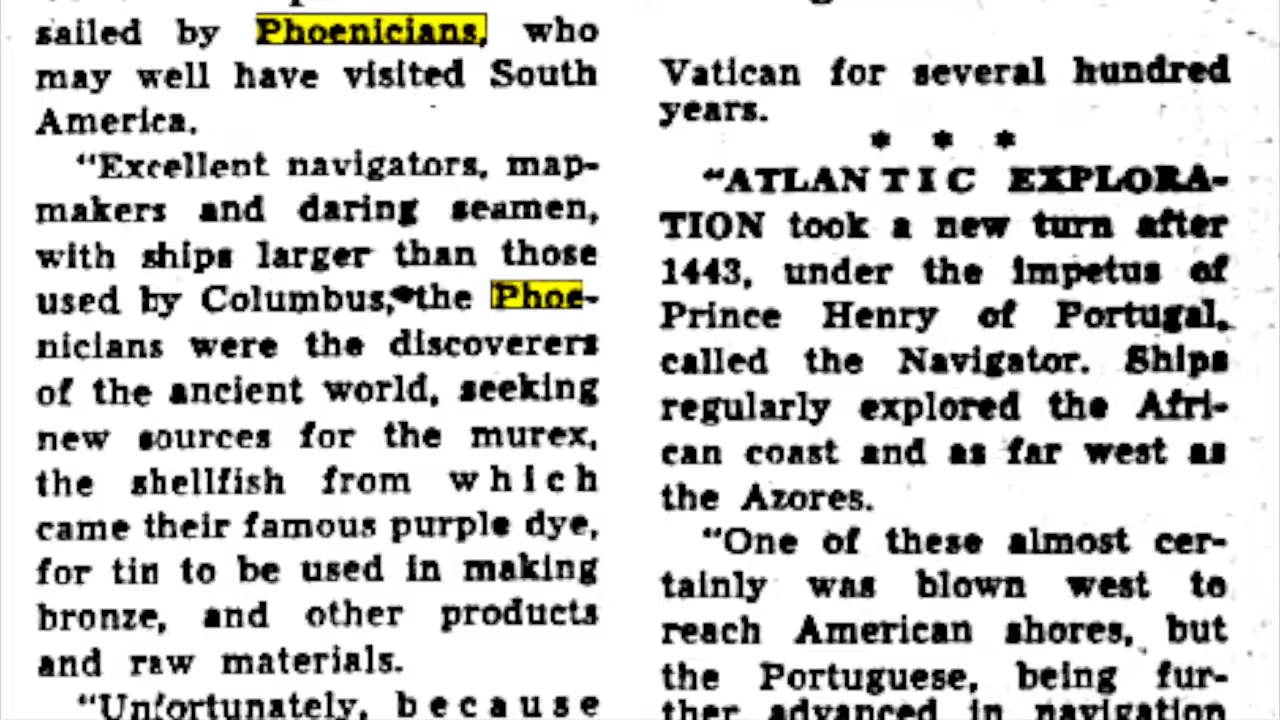 sailed by Phoenicians, who
may well have visited South
America.
"Excellent navigators, map-
makers and daring seamen,
with ships larger than those
used by Columbus, the Phoe-
nicians were the discoverers
of the ancient world, seeking
new sources for the murex,
the shellfish from which
came their famous purple dye,
for tin to be used in making
bronze, and other products
and raw materials.
"Unfortunately, because
Vatican for several hundred
years.
* * *
"ATLANTIC EXPLORA-
TION took a new turn after
1443, under the impetus of
Prince Henry of Portugal,
called the Navigator. Ships
regularly explored the Afri-
can coast and as far west as
the Azores.
"One of these almost cer-
tainly was blown west to
reach American shores, but
the Portuguese, being fur-
ther advanced in navigation